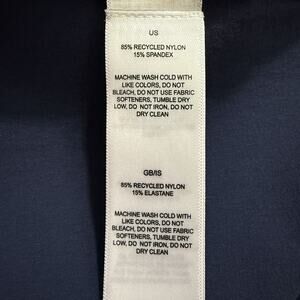 US
85% RECYCLED NYLON
15% SPANDEX
MACHINE WASH COLD WITH
LIKE COLORS, DO NOT
BLEACH, DO NOT USE FABRIC
SOFTENERS, TUMBLE DRY
LOW, DO NOT IRON, DO NOT
DRY CLEAN
GB/IS
85% RECYCLED NYLON
15% ELASTANE
MACHINE WASH COLD WITH
LIKE COLORS, DO NOT
BLEACH, DO NOT USE FABRIC
SOFTENERS, TUMBLE DRY
LOW, DO NOT IRON, DO NOT
DRY CLEAN